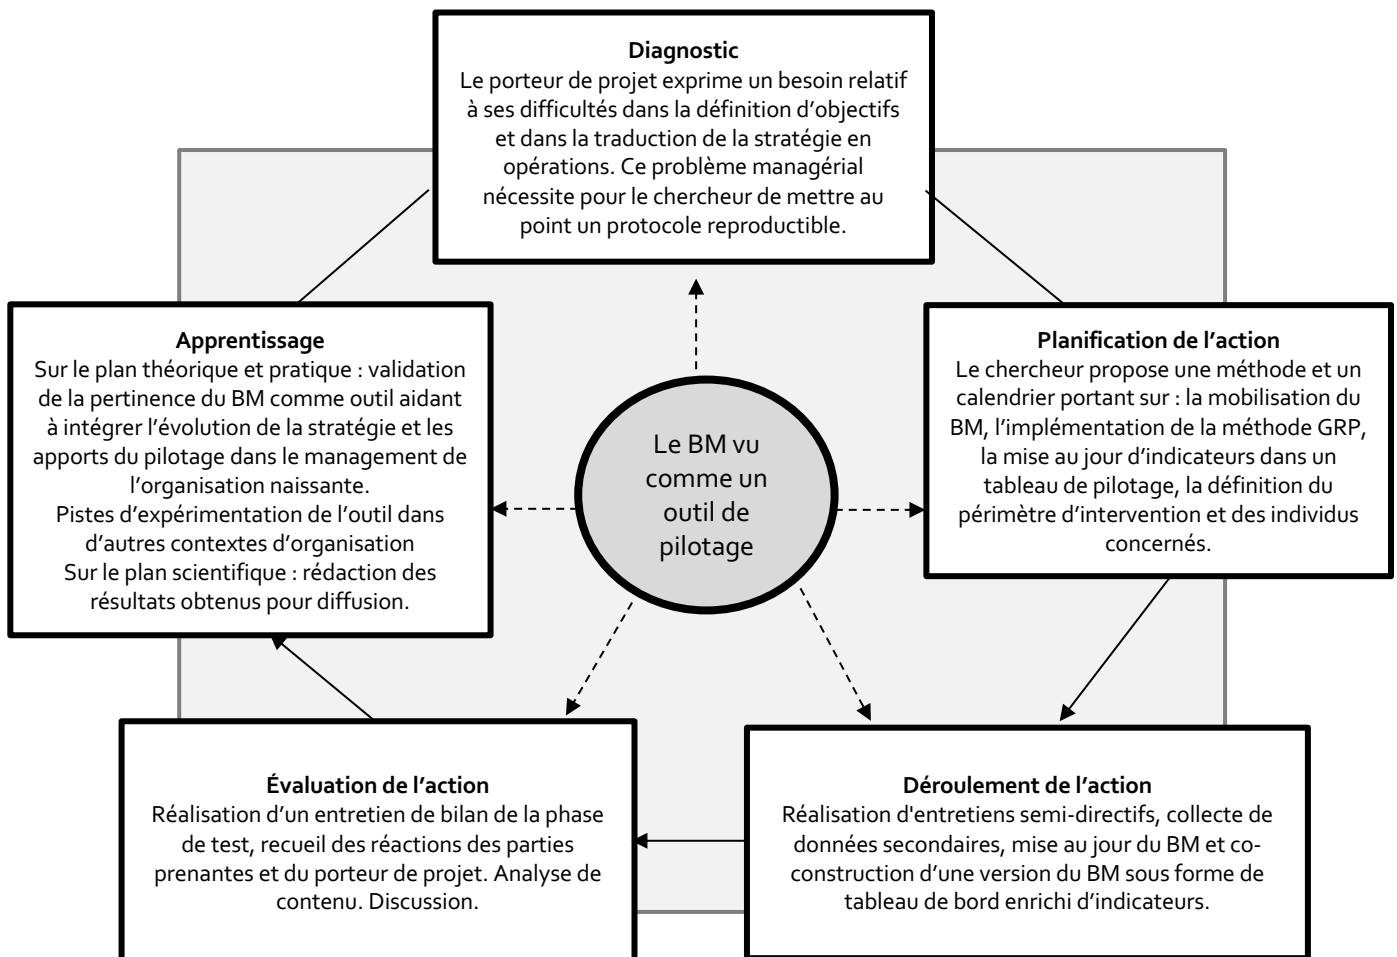 Diagnostic
Le porteur de projet exprime un besoin relatif
à ses difficultés dans la définition d’objectifs
et dans la traduction de la stratégie en
opérations. Ce problème managérial
nécessite pour le chercheur de mettre au
point un protocole reproductible.
Planification de l’action
Le chercheur propose une méthode et un
calendrier portant sur : la mobilisation du
BM, l’implémentation de la méthode GRP,
la mise au jour d’indicateurs dans un
tableau de pilotage, la définition du
périmètre d’intervention et des individus
concernés.
Déroulement de l’action
Réalisation d'entretiens semi-directifs, collecte de
données secondaires, mise au jour du BM et co-
construction d’une version du BM sous forme de
tableau de bord enrichi d’indicateurs.
Évaluation de l’action
Réalisation d’un entretien de bilan de la phase
de test, recueil des réactions des parties
prenantes et du porteur de projet. Analyse de
contenu. Discussion.
Apprentissage
Sur le plan théorique et pratique : validation
de la pertinence du BM comme outil aidant
à intégrer l’évolution de la stratégie et les
apports du pilotage dans le management de
l’organisation naissante.
Pistes d’expérimentation de l’outil dans
d’autres contextes d’organisation
Sur le plan scientifique : rédaction des
résultats obtenus pour diffusion.
Le BM vu
comme un
outil de
pilotage